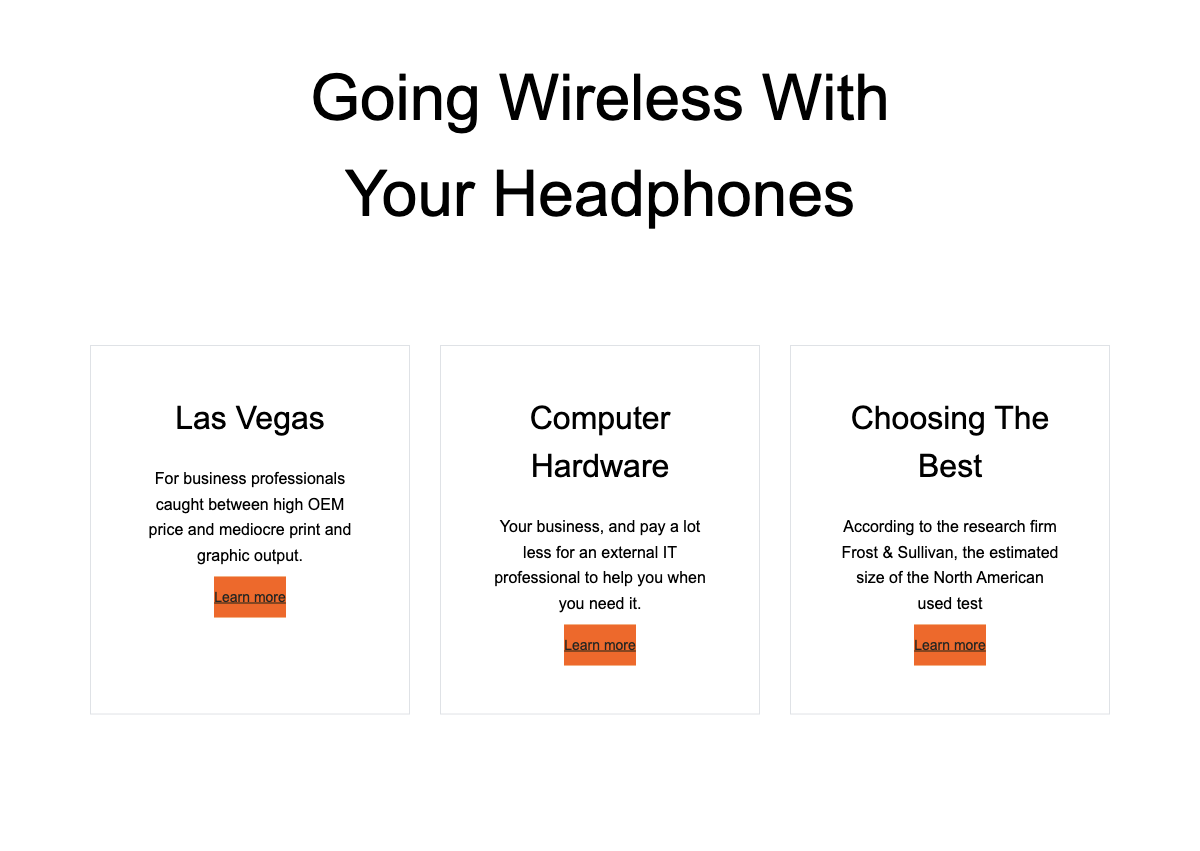 Going Wireless With
Your Headphones
Las Vegas
For business professionals
caught between high OEM
price and mediocre print and
graphic output.
Learn more
Computer
Hardware
Your business, and pay a lot
less for an external IT
professional to help you when
you need it.
Learn more
Choosing The
Best
According to the research firm
Frost & Sullivan, the estimated
size of the North American
used test
Learn more